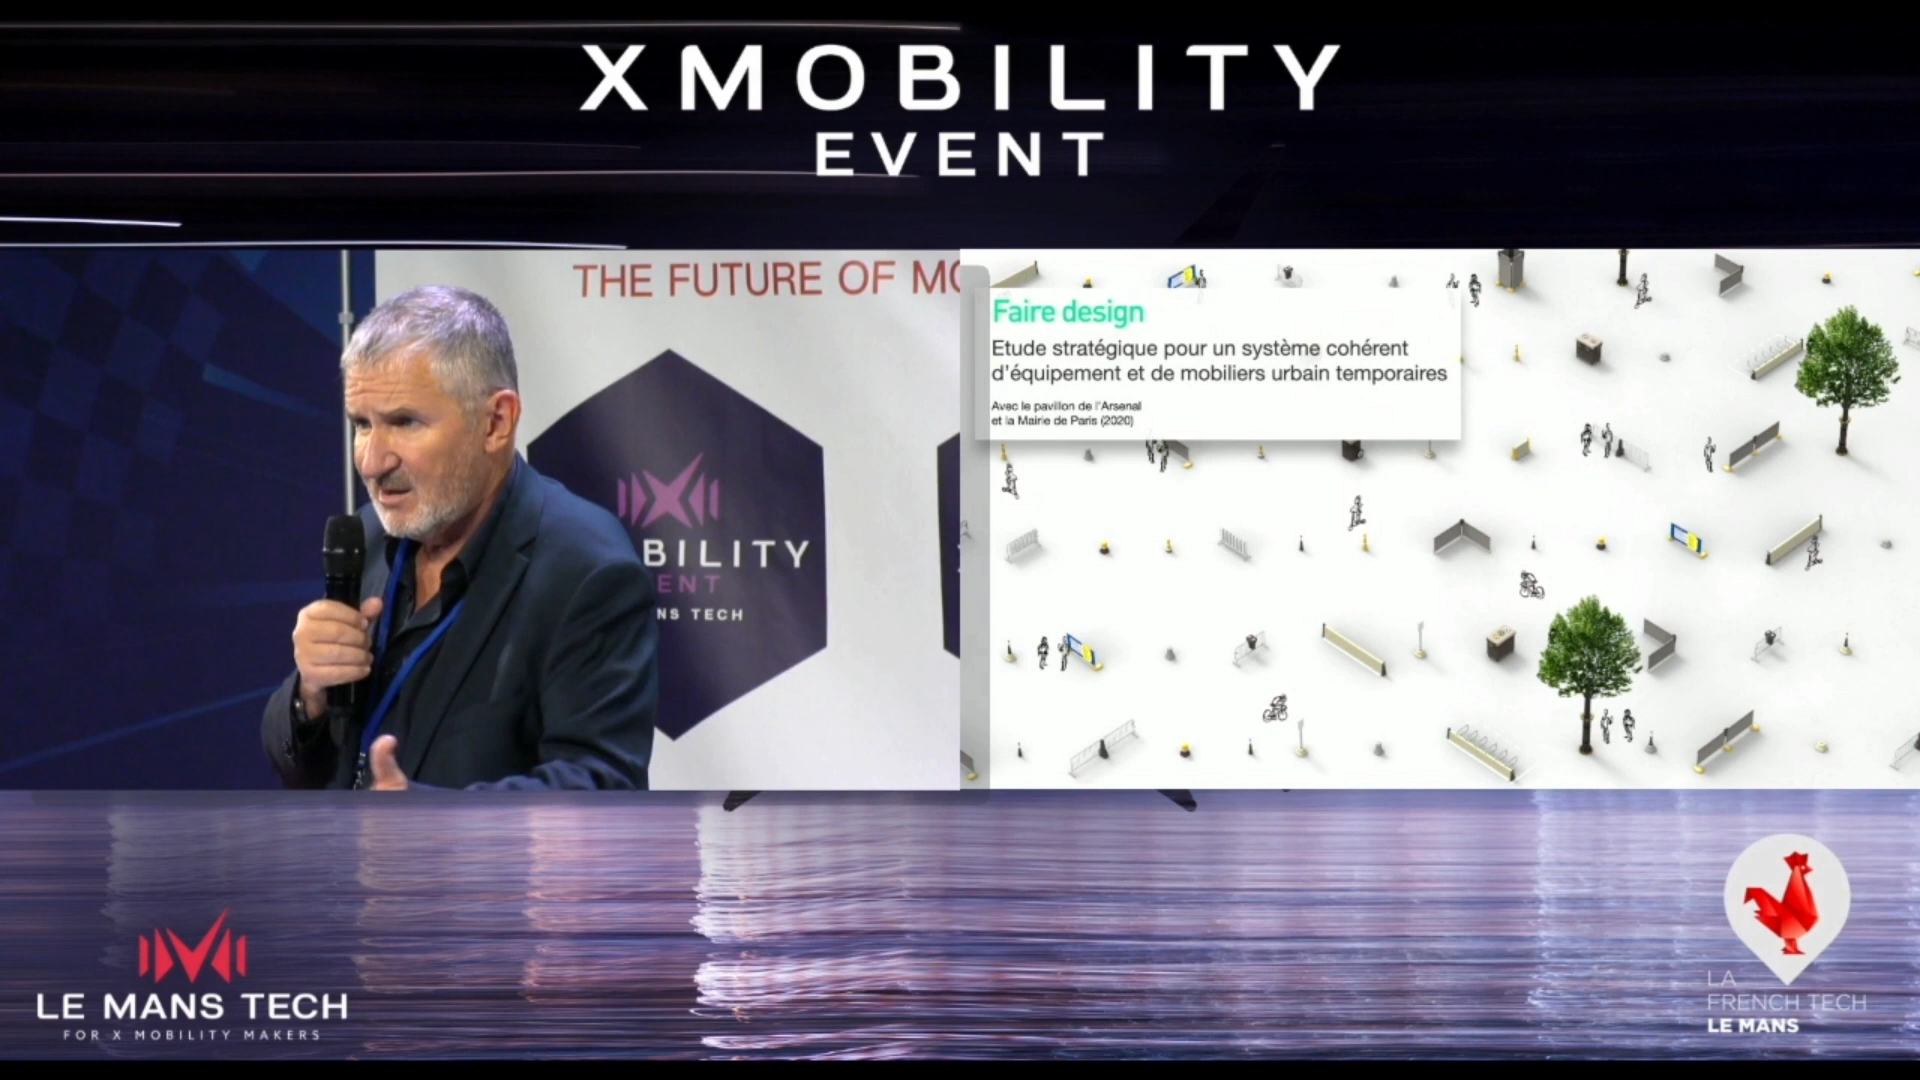 XMOBILITY
EVENT
THE FUTURE OF MO
BILITY
ENT
NS TECH
Faire design
Etude stratégique pour un système cohérent
d'équipement et de mobiliers urbain temporaires
Avec le pavillon de l'Arsenal
et la Mairie de Paris (2020)
LE MANS TECH
FOR X MOBILITY MAKERS
LA
FRENCH TECH
LE MANS